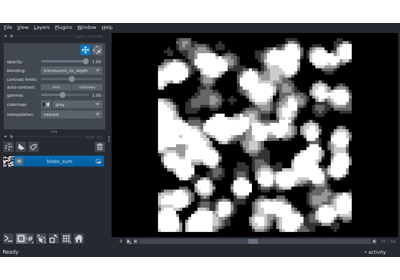 File View Layers Plugins Window Help
opacity: 1.00
blending: translucent_no_depth
contrast limits:
auto-contrast: once continuous
gamma: 1.00
colormap: gray
interpolation: nearest
blobs_sum
Ready
activity